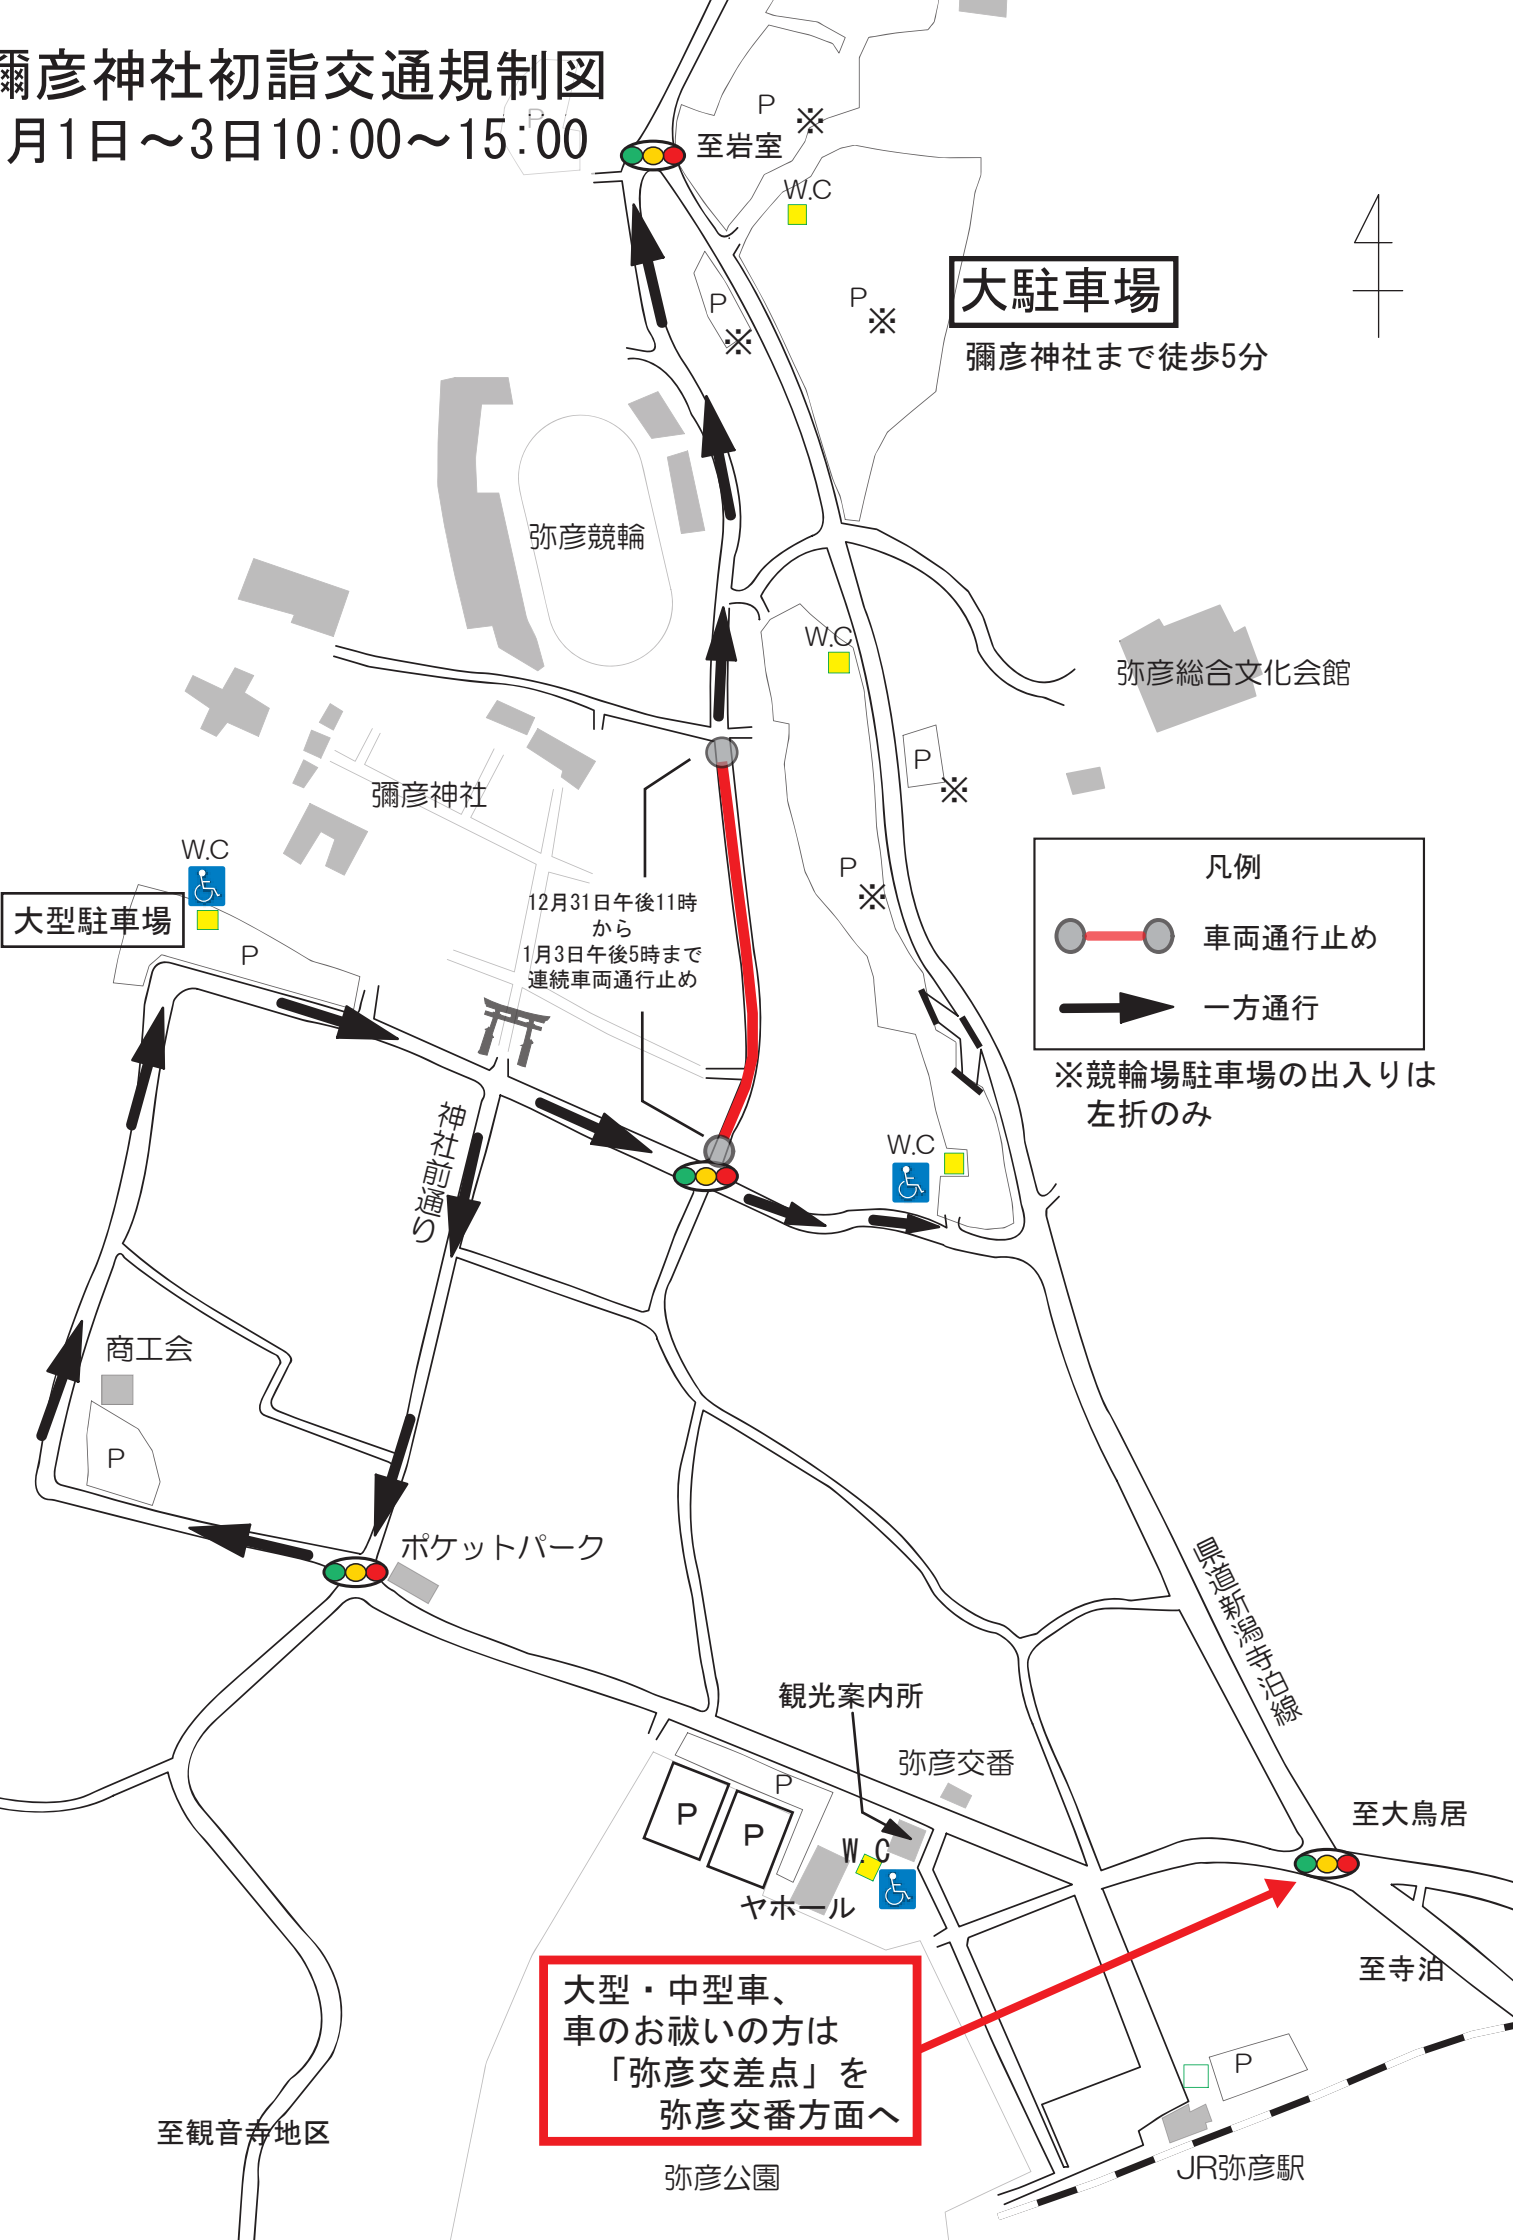 彌彦神社初詣交通規制図
月1日～3日10:00～15:00
P
P
※
至岩室
W.C
大駐車場
彌彦神社まで徒歩5分
P
※
P
※
弥彦競輪
W.C
弥彦総合文化会館
P
※
彌彦神社
W.C
大型駐車場
P
12月31日午後11時
から
1月3日午後5時まで
連続車両通行止め
P
※
凡例
車両通行止め
一方通行
※競輪場駐車場の出入りは
左折のみ
神社前通り
W.C
商工会
P
ポケットパーク
県道新潟寺泊線
観光案内所
弥彦交番
P
P
P
W.C
ヤホール
至大鳥居
至寺泊
大型・中型車、
車のお祓いの方は
「弥彦交差点」を
弥彦交番方面へ
P
至観音寺地区
弥彦公園
JR弥彦駅